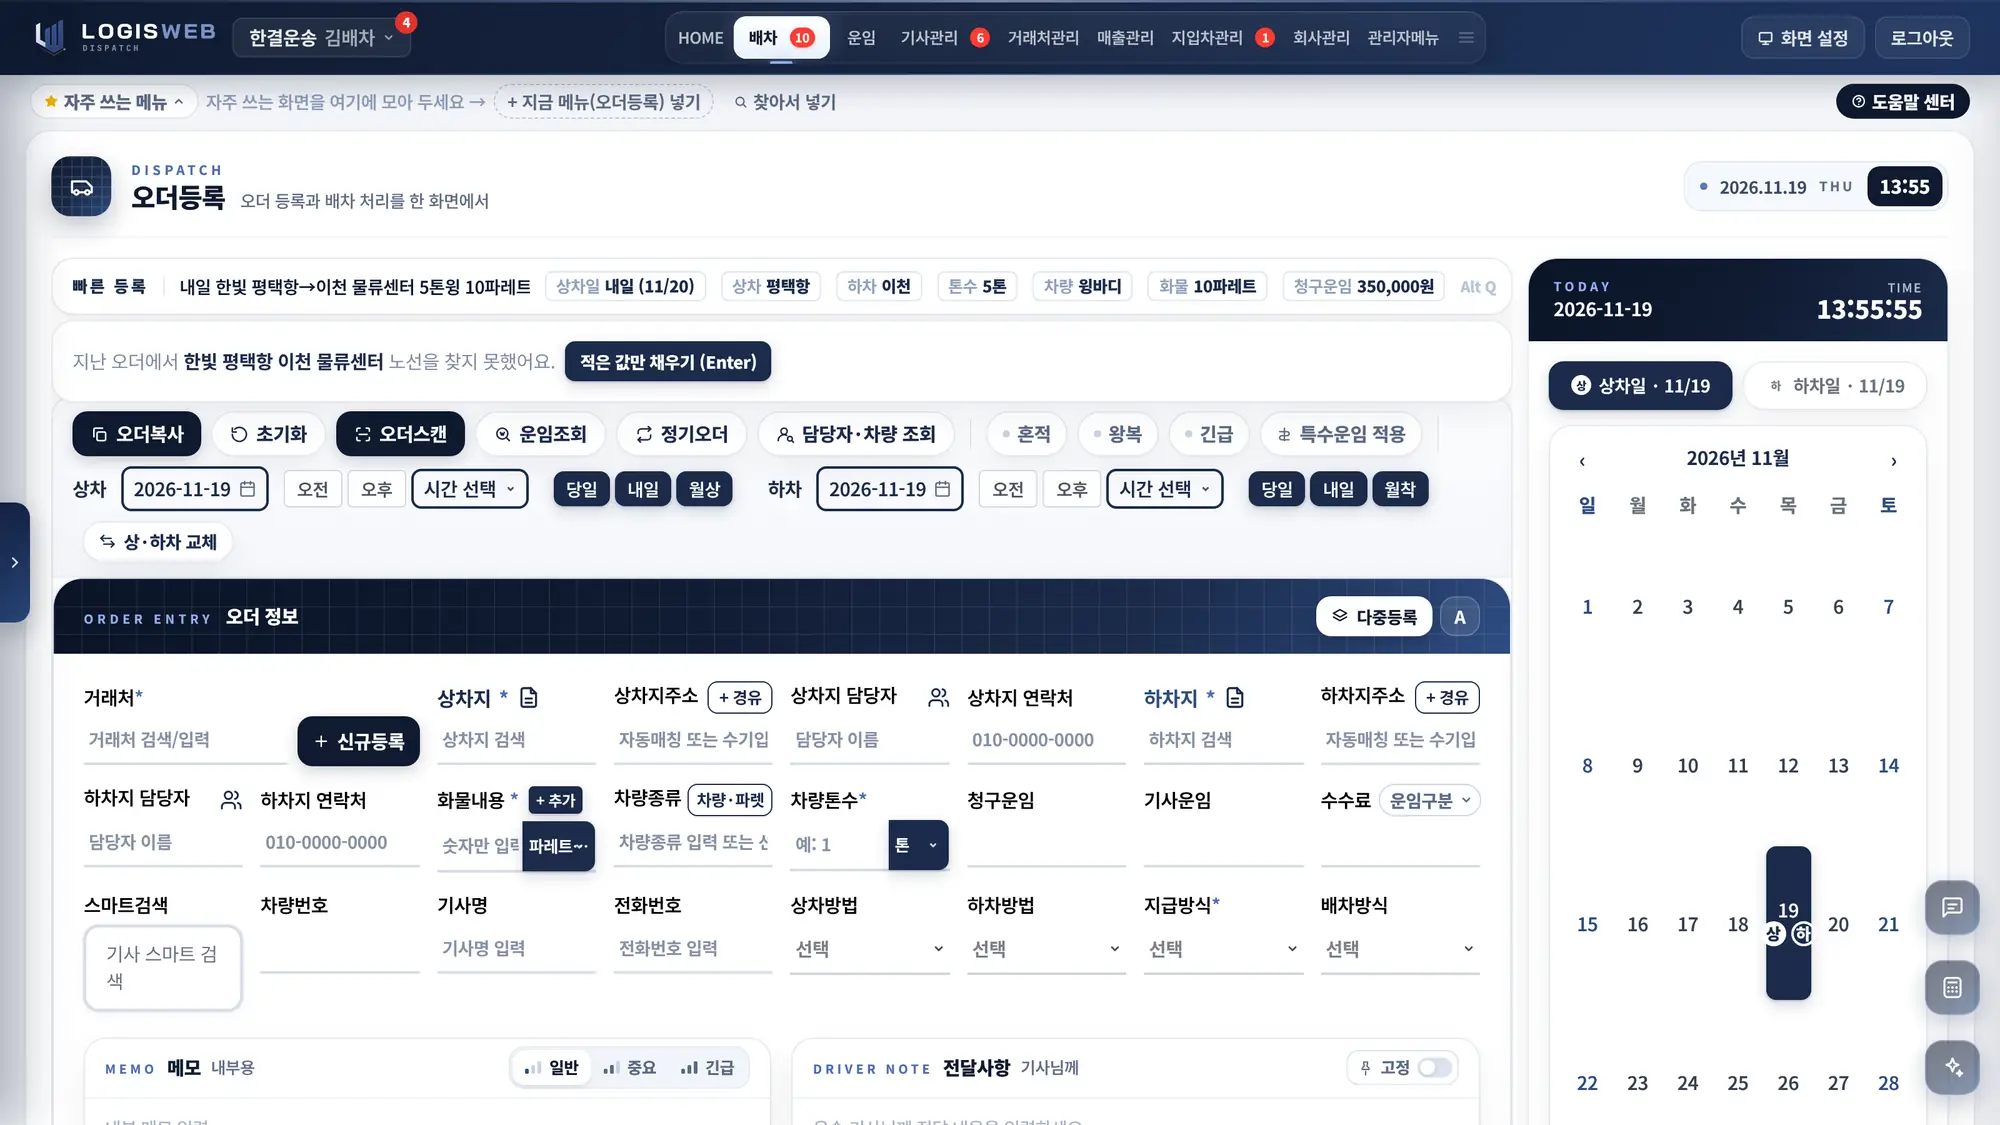 LOGISWEB
DISPATCH
한결운송 김배차
4
HOME
배차 10
운임
기사관리 6
거래처관리
매출관리
지입차관리 1
회사관리
관리자메뉴
화면 설정
로그아웃
자주 쓰는 메뉴
자주 쓰는 화면을 여기에 모아 두세요 →
+ 지금 메뉴(오더등록) 넣기
찾아서 넣기
도움말 센터
DISPATCH
오더등록 오더 등록과 배차 처리를 한 화면에서
2026.11.19 THU 13:55
빠른 등록 내일 한빛 평택항→이천 물류센터 5톤윙 10파레트 상차일 내일 (11/20) 상차 평택항 하차 이천 톤수 5톤 차량 윙바디 화물 10파레트 청구운임 350,000원 Alt Q
지난 오더에서 한빛 평택항 이천 물류센터 노선을 찾지 못했어요. 적은 값만 채우기 (Enter)
오더복사 초기화 오더스캔 운임조회 정기오더 담당자·차량 조회 혼적 왕복 긴급 특수운임 적용
상차 2026-11-19 오전 오후 시간 선택 당일 내일 월상 하차 2026-11-19 오전 오후 시간 선택 당일 내일 월착
상·하차 교체
ORDER ENTRY 오더 정보 다중등록 A
거래처* 상차지 * 상차지주소 + 경유 상차지 담당자 상차지 연락처 하차지 * 하차지주소 + 경유
거래처 검색/입력 + 신규등록 상차지 검색 자동매칭 또는 수기입 담당자 이름 010-0000-0000 하차지 검색 자동매칭 또는 수기입
하차지 담당자 하차지 연락처 화물내용 * + 추가 차량종류 차량·파렛 차량톤수* 청구운임 기사운임 수수료 운임구분
담당자 이름 010-0000-0000 숫자만 입력 파레트 차량종류 입력 또는 예: 1 톤
스마트검색 차량번호 기사명 전화번호 상차방법 하차방법 지급방식* 배차방식
기사 스마트 검색 기사명 입력 전화번호 입력 선택 선택 선택 선택
MEMO 메모 내부용 일반 중요 긴급
DRIVER NOTE 전달사항 기사님께 고정
TODAY
2026-11-19
TIME
13:55:55
상 상차일 · 11/19
하 하차일 · 11/19
‹ 2026년 11월 ›
일 월 화 수 목 금 토
1 2 3 4 5 6 7
8 9 10 11 12 13 14
15 16 17 18 19 20 21
상 하
22 23 24 25 26 27 28